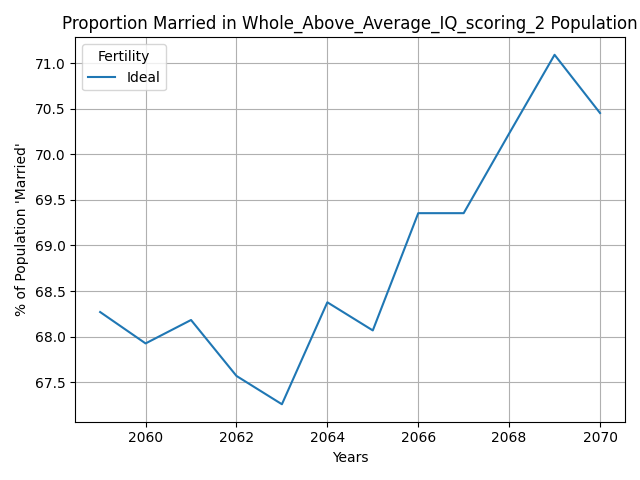 Proportion Married in Whole_Above_Average_IQ_scoring_2 Population
Fertility
Ideal
% of Population 'Married'
71.0
70.5
70.0
69.5
69.0
68.5
68.0
67.5
2060 2062 2064 2066 2068 2070
Years